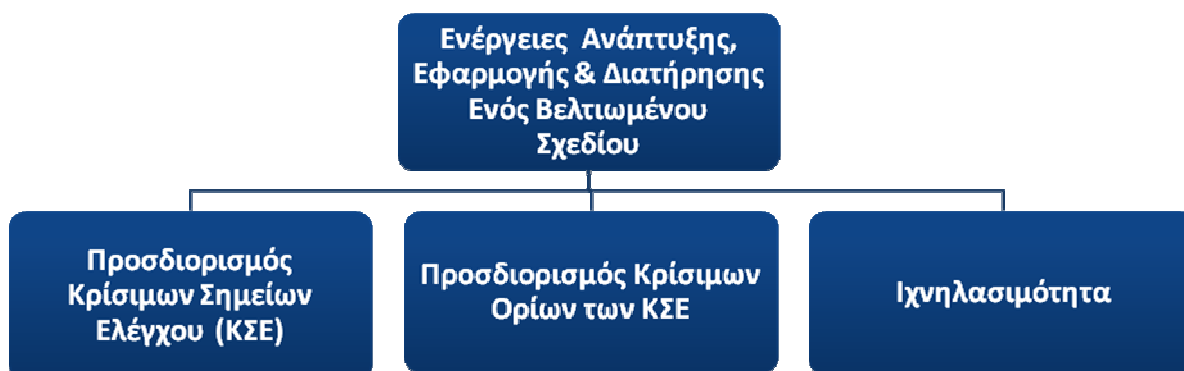 Ενέργειες Ανάπτυξης,
Εφαρμογής & Διατήρησης
Ενός Βελτιωμένου
Σχεδίου
Προσδιορισμός
Κρίσιμων Σημείων
Ελέγχου (ΚΣΕ)
Προσδιορισμός Κρίσιμων
Ορίων των ΚΣΕ
Ιχνηλασιμότητα